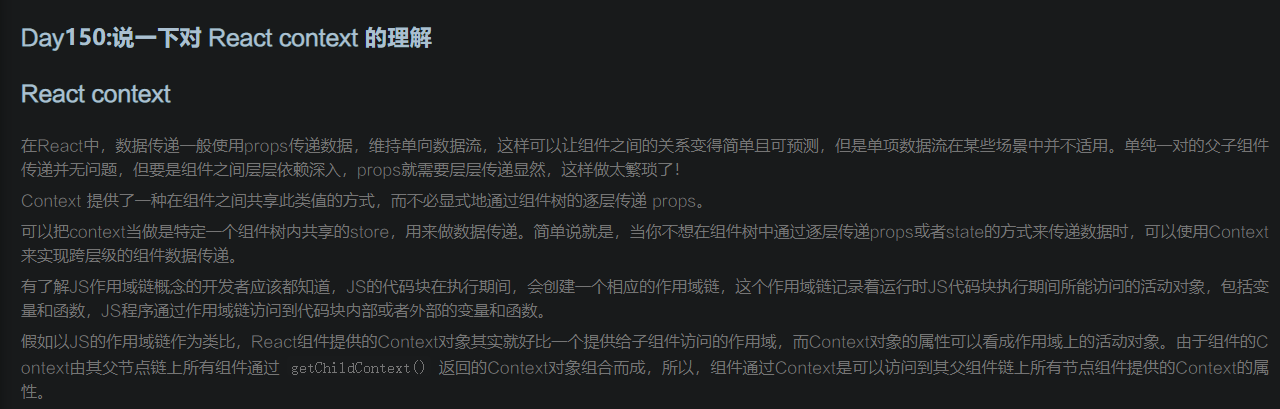 Day150:说一下对 React context 的理解
React context
在React中，数据传递一般使用props传递数据，维持单向数据流，这样可以让组件之间的关系变得简单且可预测，但是单项数据流在某些场景中并不适用。单纯一对的父子组件
传递并无问题，但要是组件之间层层依赖深入，props就需要层层传递显然，这样做太繁琐了！
Context 提供了一种在组件之间共享此类值的方式，而不必显式地通过组件树的逐层传递 props。
可以把context当做是特定一个组件树内共享的store，用来做数据传递。简单说就是，当你不想在组件树中通过逐层传递props或者state的方式来传递数据时，可以使用Context
来实现跨层级的组件数据传递。
有了解JS作用域链概念的开发者应该都知道，JS的代码块在执行期间，会创建一个相应的作用域链，这个作用域链记录着运行时JS代码块执行期间所能访问的活动对象，包括变
量和函数，JS程序通过作用域链访问到代码块内部或者外部的变量和函数。
假如以JS的作用域链作为类比，React组件提供的Context对象其实就好比一个提供给子组件访问的作用域，而Context对象的属性可以看成作用域上的活动对象。由于组件的C
ontext由其父节点链上所有组件通过 getChildContext() 返回的Context对象组合而成，所以，组件通过Context是可以访问到其父组件链上所有节点组件提供的Context的属
性。